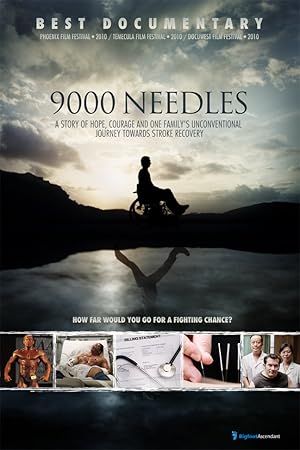 BEST DOCUMENTARY
PHOENIX FILM FESTIVAL • 2010 / TEMECULA FILM FESTIVAL • 2010 / DOCUWEST FILM FESTIVAL • 2010
9000 NEEDLES
A STORY OF HOPE, COURAGE AND ONE FAMILY'S UNCONVENTIONAL
JOURNEY TOWARDS STROKE RECOVERY
HOW FAR WOULD YOU GO FOR A FIGHTING CHANCE?
BILLING STATEMENT
BigfootAscendant